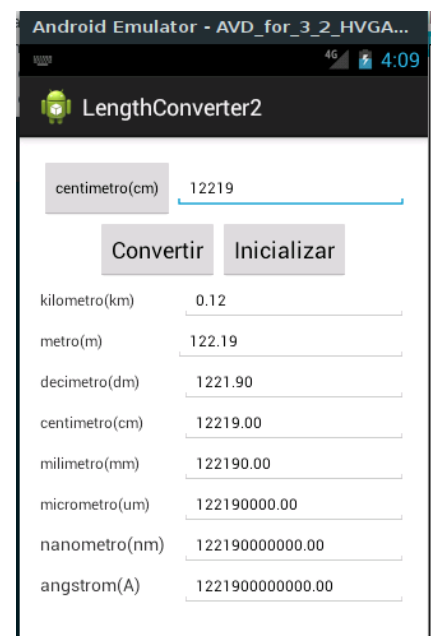 Android Emulator - AVD_for_3_2_HVGA...
4G 4:09
LengthConverter2
centimetro(cm) 12219
Convertir Inicializar
kilometro(km) 0.12
metro(m) 122.19
decimetro(dm) 1221.90
centimetro(cm) 12219.00
milimetro(mm) 122190.00
micrometro(um) 122190000.00
nanometro(nm) 122190000000.00
angstrom(A) 1221900000000.00